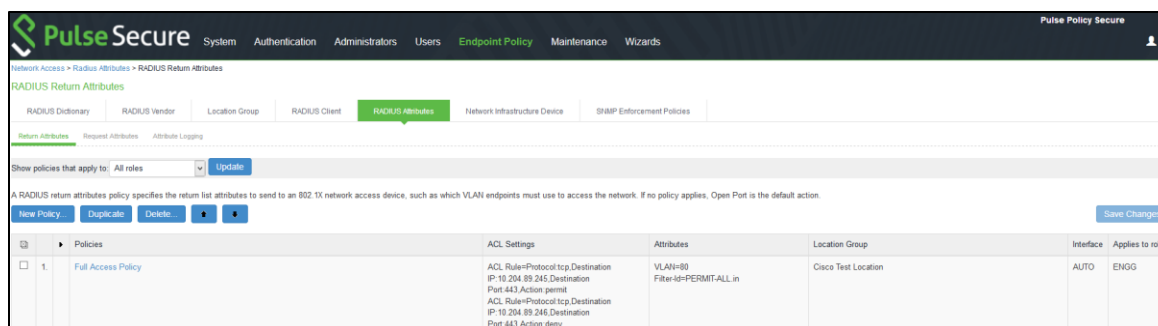 Pulse Policy Secure
Pulse Secure System Authentication Administrators Users Endpoint Policy Maintenance Wizards
Network Access > Radius Attributes > RADIUS Return Attributes
RADIUS Return Attributes
RADIUS Dictionary RADIUS Vendor Location Group RADIUS Client RADIUS Attributes Network Infrastructure Device SNMP Enforcement Policies
Return Attributes Request Attributes Attribute Logging
Show policies that apply to: All roles Update
A RADIUS return attributes policy specifies the return list attributes to send to an 802.1X network access device, such as which VLAN endpoints must use to access the network. If no policy applies, Open Port is the default action.
New Policy... Duplicate Delete... Save Change
Policies ACL Settings Attributes Location Group Interface Applies to ro
1. Full Access Policy ACL Rule=Protocol:tcp,Destination VLAN=80 Cisco Test Location AUTO ENGG
IP:10.204.89.245,Destination Filter-Id=PERMIT-ALL.in
Port:443,Action:permit
ACL Rule=Protocol:tcp,Destination
IP:10.204.89.246,Destination
Port:443,Action:deny